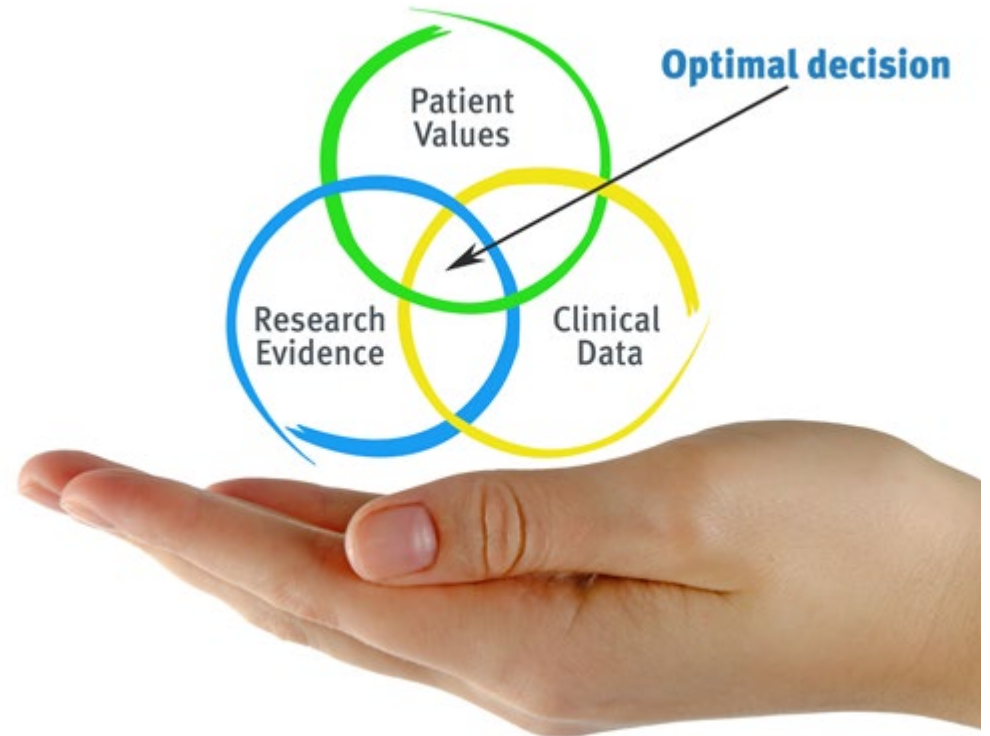 Optimal decision
Patient
Values
Research
Evidence
Clinical
Data